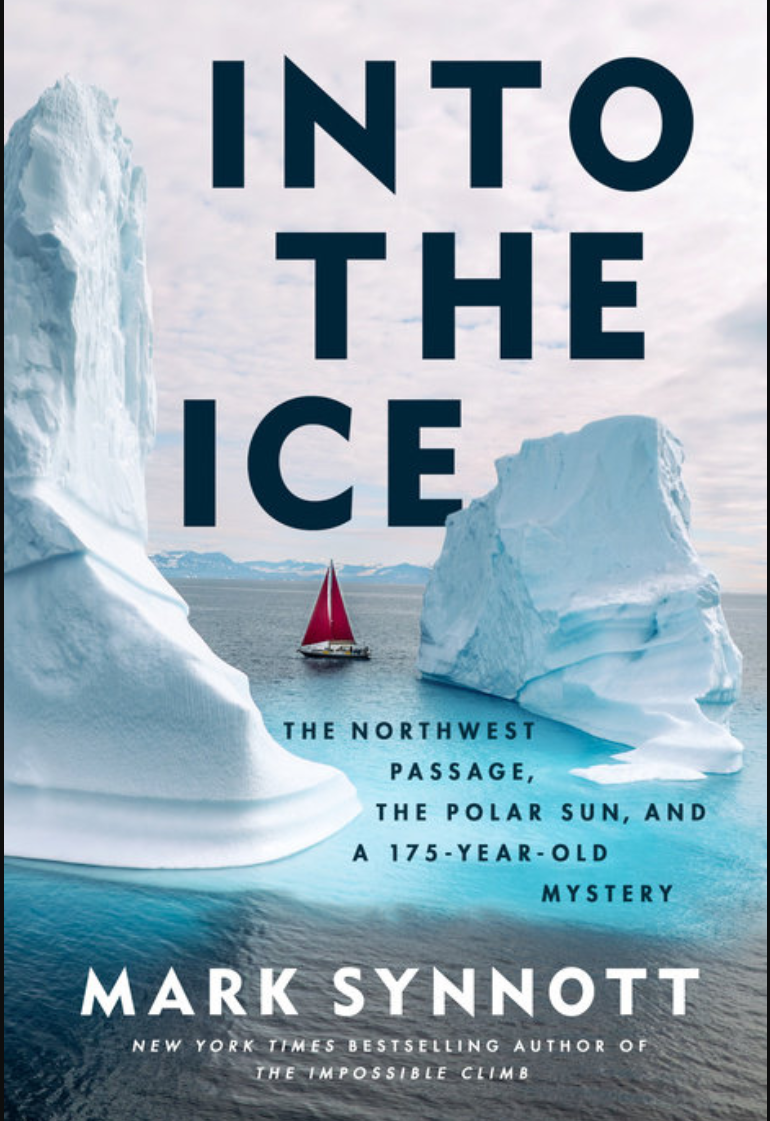 INTO
THE
ICE
THE NORTHWEST
PASSAGE,
THE POLAR SUN, AND
A 175-YEAR-OLD
MYSTERY
MARK SYNNOTT
NEW YORK TIMES BESTSELLING AUTHOR OF
THE IMPOSSIBLE CLIMB